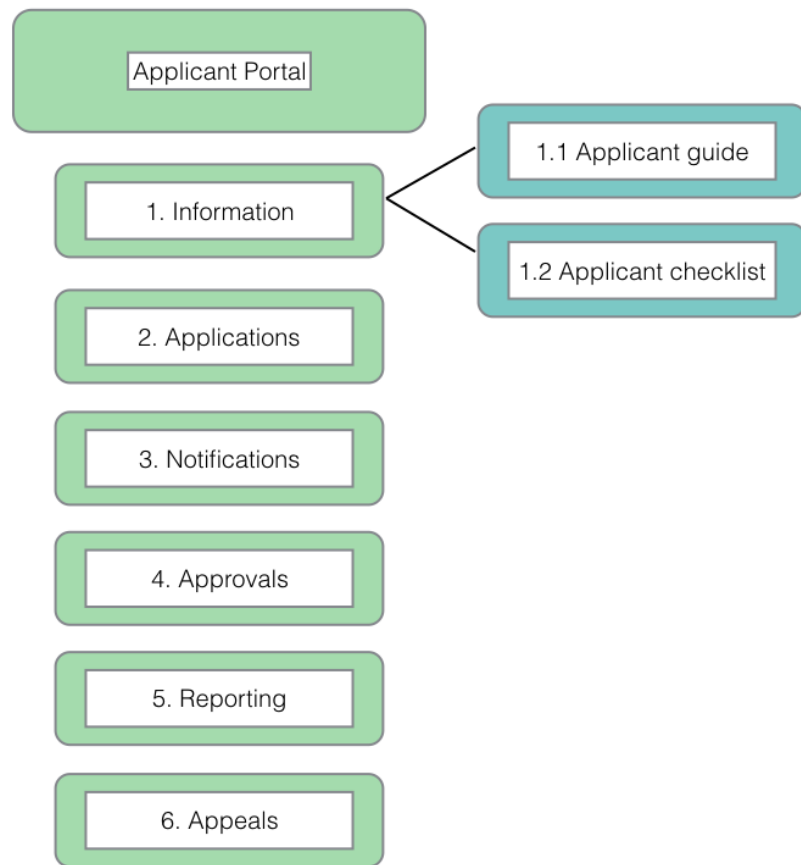 Applicant Portal
1. Information
1.1 Applicant guide
1.2 Applicant checklist
2. Applications
3. Notifications
4. Approvals
5. Reporting
6. Appeals